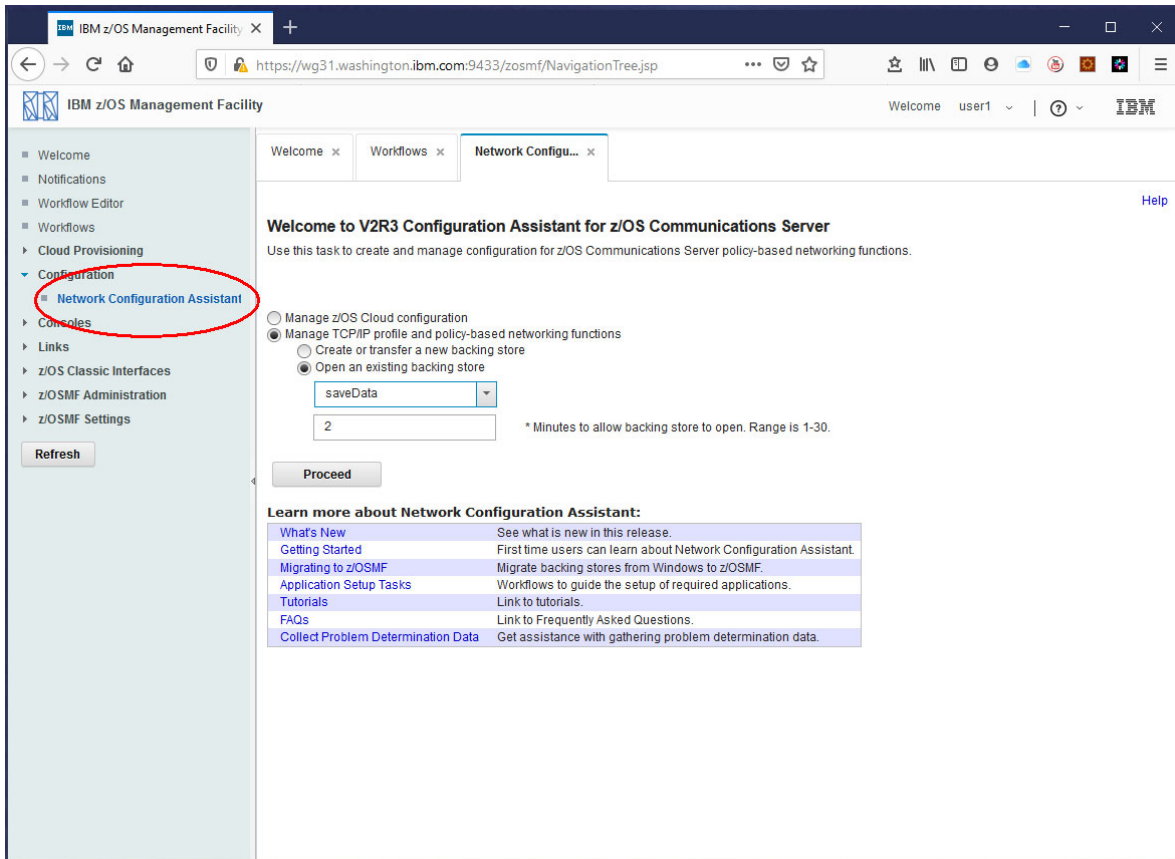 IBM IBM z/OS Management Facility
https://wg31.washington.ibm.com:9433/zosmf/NavigationTree.jsp
IBM z/OS Management Facility
Welcome user1
IBM
Welcome
Notifications
Workflow Editor
Workflows
Cloud Provisioning
Configuration
Network Configuration Assistant
Consoles
Links
z/OS Classic Interfaces
z/OSMF Administration
z/OSMF Settings
Refresh
Welcome Workflows Network Configu...
Help
Welcome to V2R3 Configuration Assistant for z/OS Communications Server
Use this task to create and manage configuration for z/OS Communications Server policy-based networking functions.
Manage z/OS Cloud configuration
Manage TCP/IP profile and policy-based networking functions
Create or transfer a new backing store
Open an existing backing store
saveData
2 * Minutes to allow backing store to open. Range is 1-30.
Proceed
Learn more about Network Configuration Assistant:
What's New See what is new in this release.
Getting Started First time users can learn about Network Configuration Assistant.
Migrating to z/OSMF Migrate backing stores from Windows to z/OSMF.
Application Setup Tasks Workflows to guide the setup of required applications.
Tutorials Link to tutorials.
FAQs Link to Frequently Asked Questions.
Collect Problem Determination Data Get assistance with gathering problem determination data.